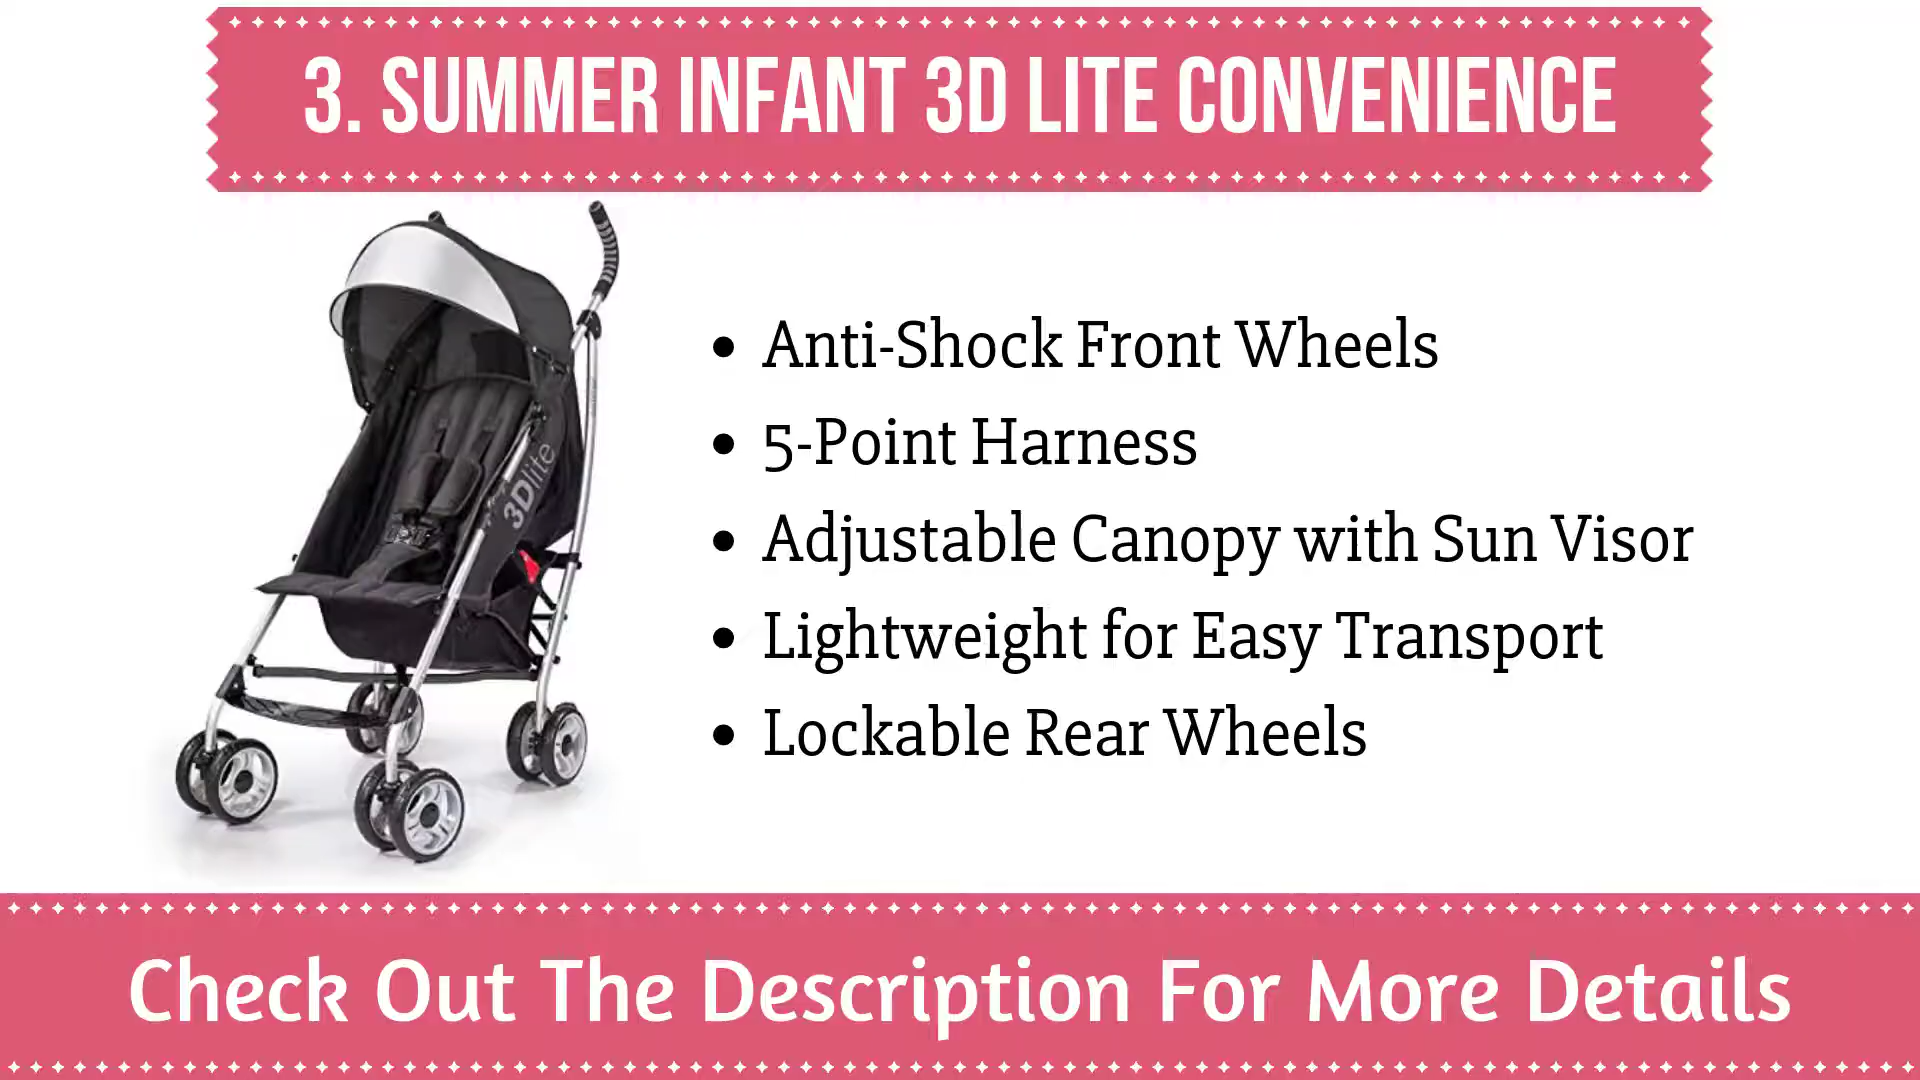 3. SUMMER INFANT 3D LITE CONVENIENCE
3Dlite
• Anti-Shock Front Wheels
• 5-Point Harness
• Adjustable Canopy with Sun Visor
• Lightweight for Easy Transport
• Lockable Rear Wheels
Check Out The Description For More Details